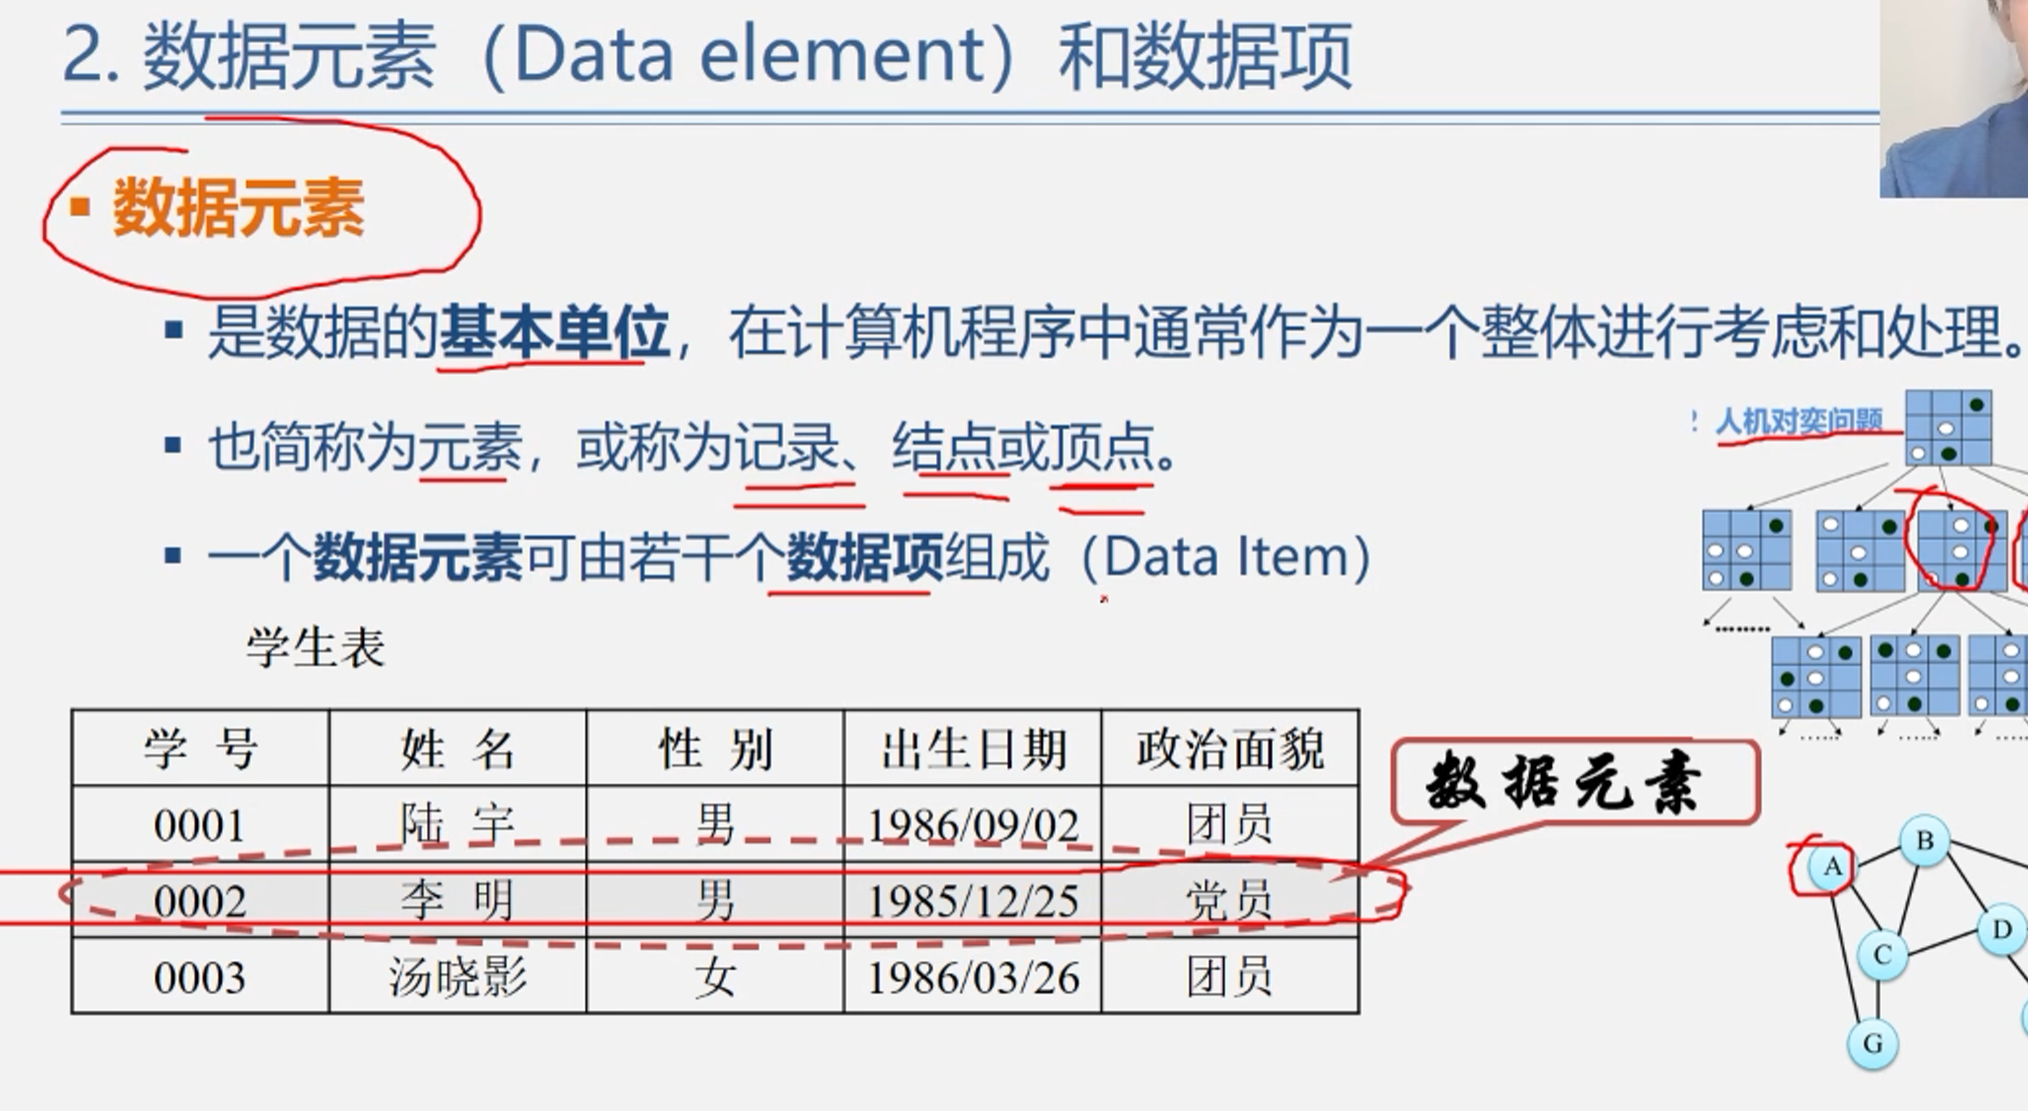 2. 数据元素（Data element）和数据项
▪ 数据元素
▪ 是数据的基本单位，在计算机程序中通常作为一个整体进行考虑和处理。
▪ 也简称为元素，或称为记录、结点或顶点。
▪ 一个数据元素可由若干个数据项组成（Data Item）
人机对奕问题
........
...... ...... ......
学生表
学 号 姓 名 性 别 出生日期 政治面貌
0001 陆 宇 男 1986/09/02 团员
0002 李 明 男 1985/12/25 党员
0003 汤晓影 女 1986/03/26 团员
数据元素
B
A
D
C
G